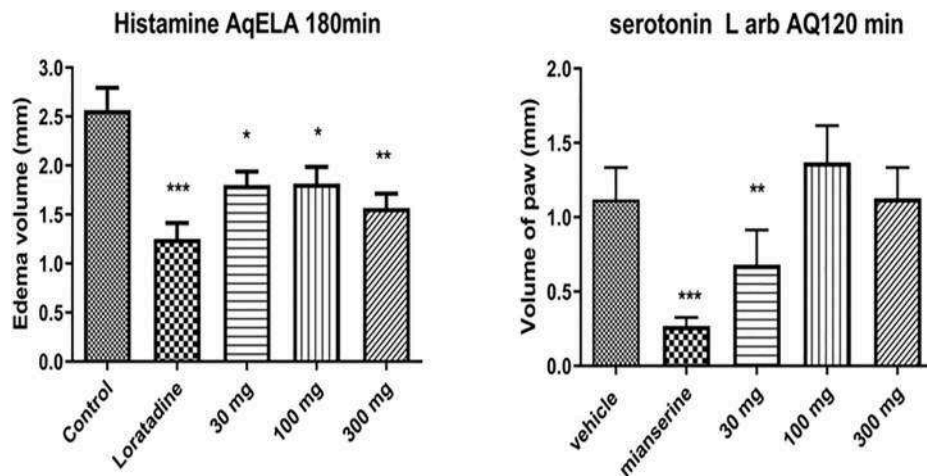 Histamine AqELA 180min
Edema volume (mm)
3.0
2.5
2.0
1.5
1.0
0.5
0.0
***
*
*
**
Control
Loratadine
30 mg
100 mg
300 mg
serotonin L arb AQ120 min
Volume of paw (mm)
2.0
1.5
1.0
0.5
0.0
***
**
vehicle
mianserine
30 mg
100 mg
300 mg